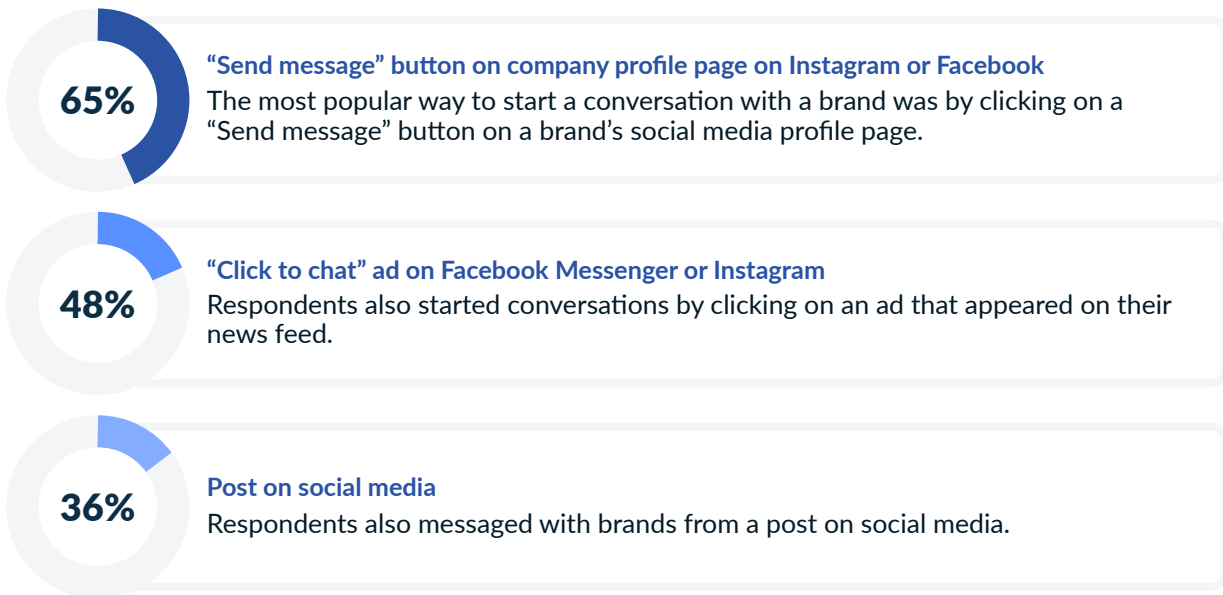 65%
“Send message” button on company profile page on Instagram or Facebook
The most popular way to start a conversation with a brand was by clicking on a
“Send message” button on a brand’s social media profile page.
48%
“Click to chat” ad on Facebook Messenger or Instagram
Respondents also started conversations by clicking on an ad that appeared on their
news feed.
36%
Post on social media
Respondents also messaged with brands from a post on social media.